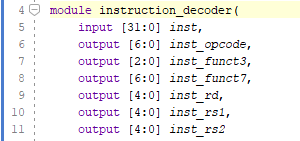 4 module instruction_decoder(
5 input [31:0] inst,
6 output [6:0] inst_opcode,
7 output [2:0] inst_funct3,
8 output [6:0] inst_funct7,
9 output [4:0] inst_rd,
10 output [4:0] inst_rs1,
11 output [4:0] inst_rs2